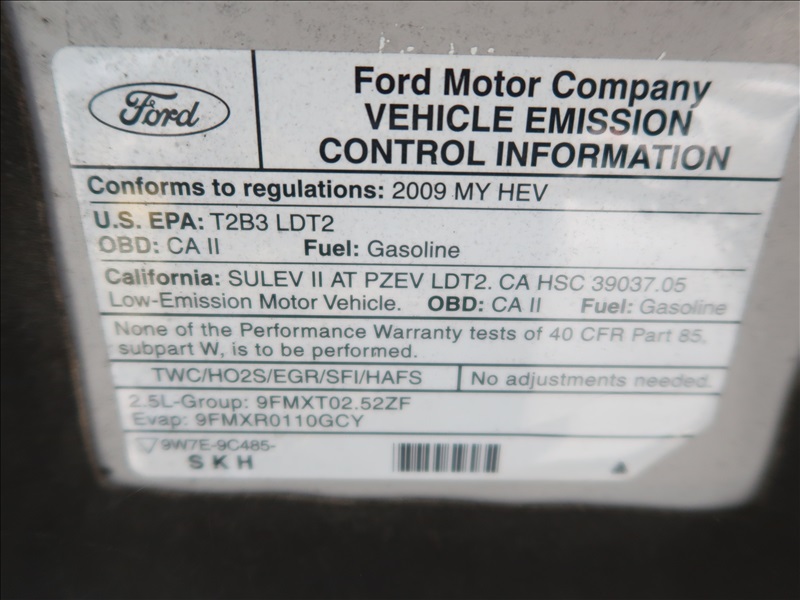 Ford
Ford Motor Company
VEHICLE EMISSION
CONTROL INFORMATION
Conforms to regulations: 2009 MY HEV
U.S. EPA: T2B3 LDT2
OBD: CA II Fuel: Gasoline
California: SULEV II AT PZEV LDT2. CA HSC 39037.05
Low-Emission Motor Vehicle. OBD: CA II Fuel: Gasoline
None of the Performance Warranty tests of 40 CFR Part 85,
subpart W, is to be performed.
TWC/HO2S/EGR/SFI/HAFS No adjustments needed.
2.5L-Group: 9FMXT02.52ZF
Evap: 9FMXR0110GCY
9W7E-9C485-
SKH